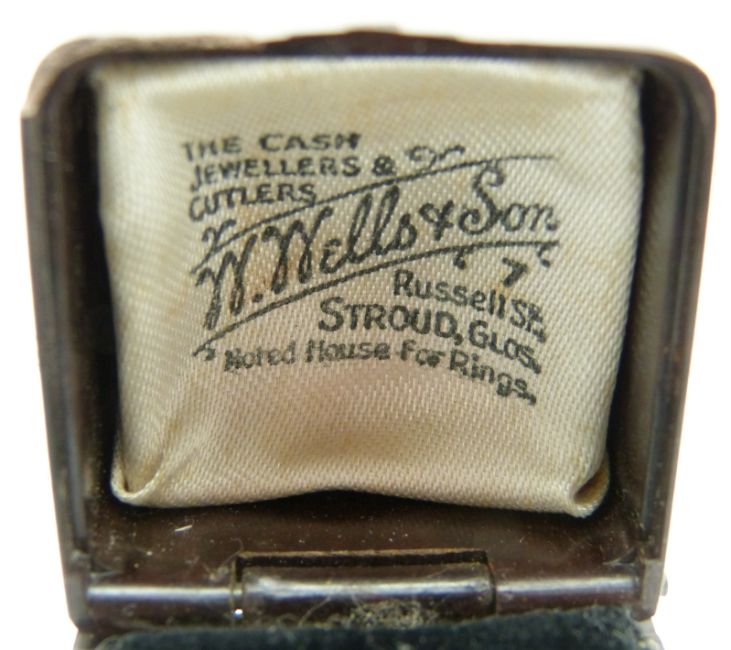 THE CASH
JEWELLERS &
CUTLERS
W. Wells & Son
7
Russell St.,
STROUD, GLOS.
Noted House For Rings.